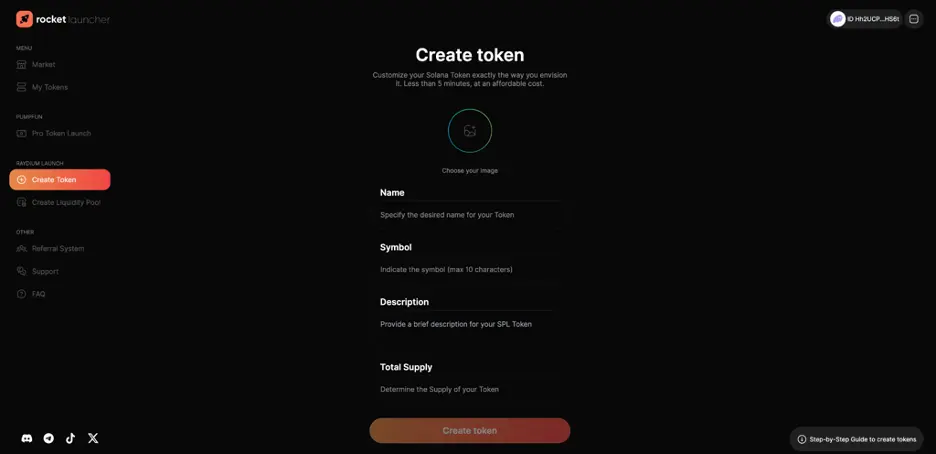 rocket launcher
ID Hh2UCP...HS6t
MENU
Market
My Tokens
PUMPFUN
Pro Token Launch
RAYDIUM LAUNCH
Create Token
Create Liquidity Pool
OTHER
Referral System
Support
FAQ
Create token
Customize your Solana Token exactly the way you envision
it. Less than 5 minutes, at an affordable cost.
Choose your image
Name
Specify the desired name for your Token
Symbol
Indicate the symbol (max 10 characters)
Description
Provide a brief description for your SPL Token
Total Supply
Determine the Supply of your Token
Create token
Step-by-Step Guide to create tokens